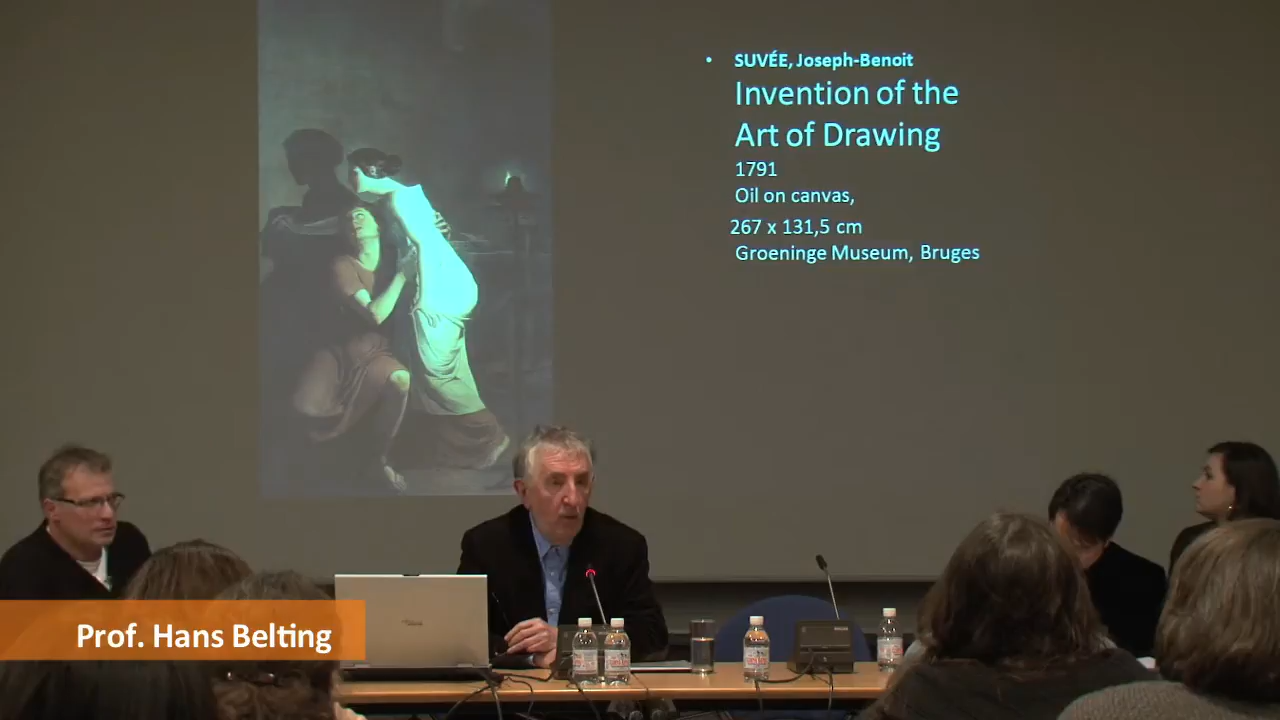 • SUVÉE, Joseph-Benoit
Invention of the
Art of Drawing
1791
Oil on canvas,
267 x 131,5 cm
Groeninge Museum, Bruges
Prof. Hans Belting